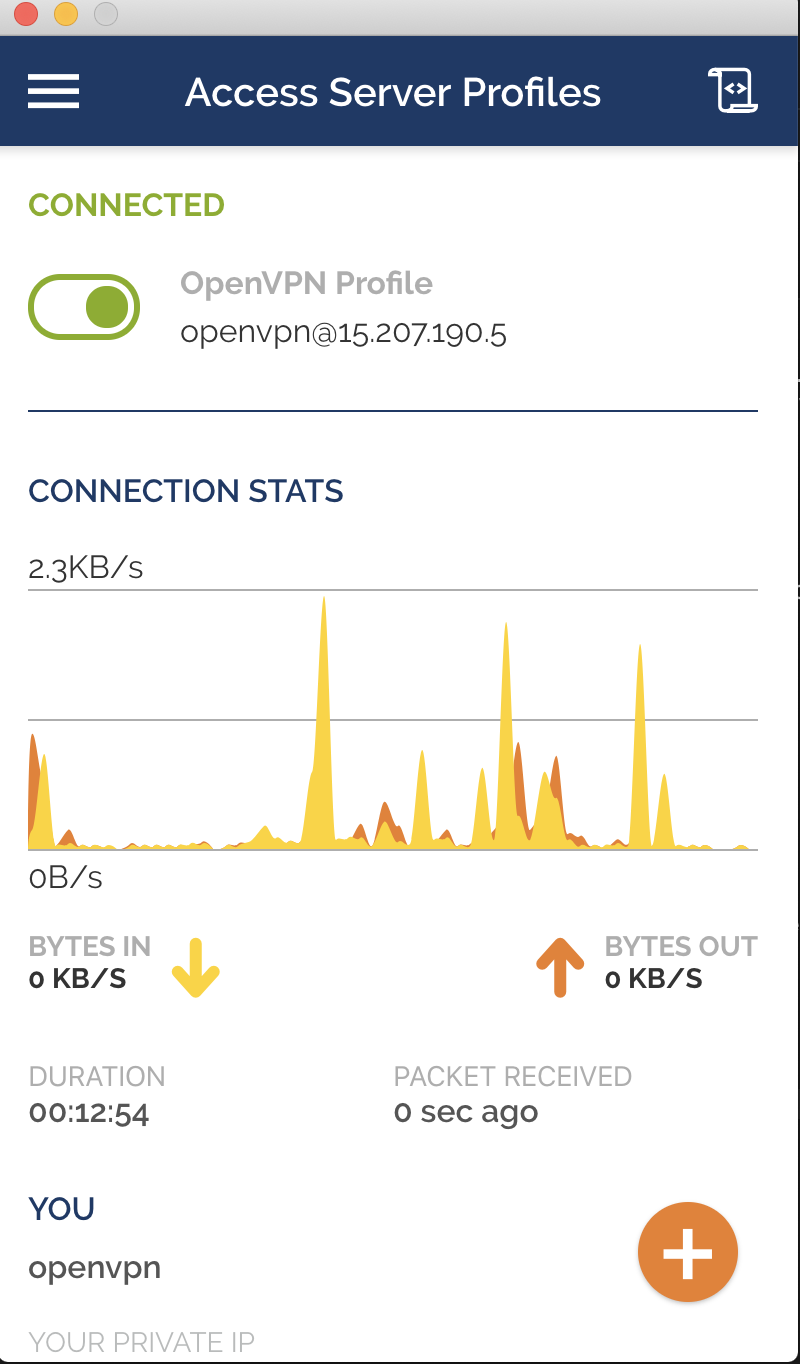 Access Server Profiles
CONNECTED
OpenVPN Profile
openvpn@15.207.190.5
CONNECTION STATS
2.3KB/s
0B/s
BYTES IN
0 KB/S
BYTES OUT
0 KB/S
DURATION
00:12:54
PACKET RECEIVED
0 sec ago
YOU
openvpn
YOUR PRIVATE IP